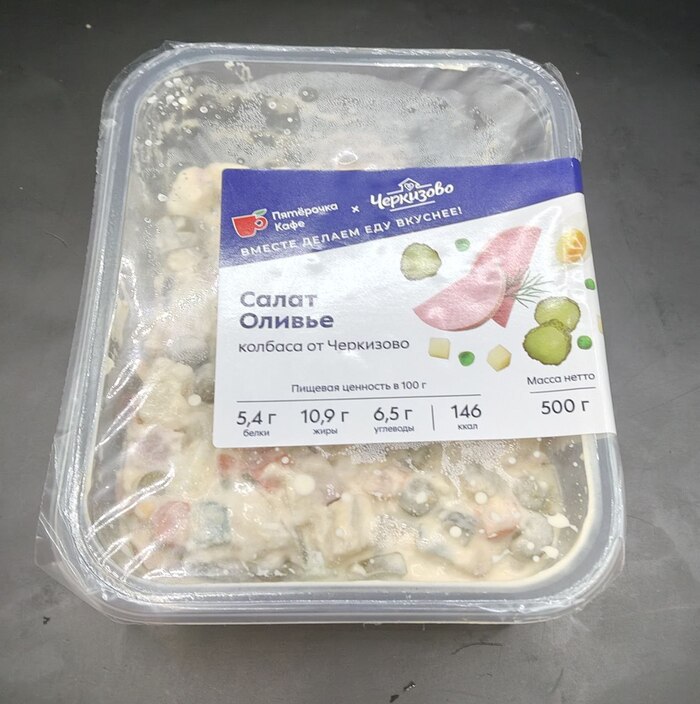 Пятёрочка
Кафе
х
Черкизово
ВМЕСТЕ ДЕЛАЕМ ЕДУ ВКУСНЕЕ!
Салат
Оливье
колбаса от Черкизово
Пищевая ценность в 100 г
5,4 г
белки
10,9 г
жиры
6,5 г
углеводы
146
ккал
Масса нетто
500 г